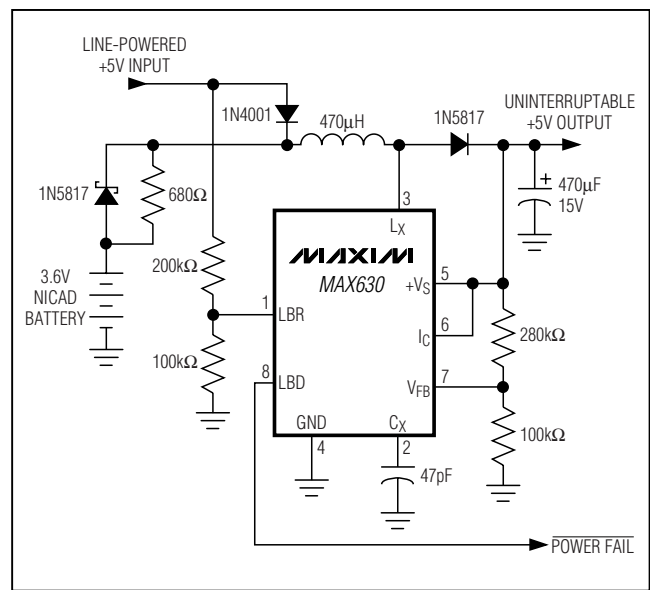 LINE-POWERED
+5V INPUT
1N4001
470μH
1N5817
UNINTERRUPTABLE
+5V OUTPUT
1N5817
680Ω
3
LX
470μF
15V
MAXIM
MAX630
3.6V
NICAD
BATTERY
200kΩ
1
LBR
+VS
5
IC
6
280kΩ
100kΩ
8
LBD
VFB
7
GND
4
CX
2
100kΩ
47pF
POWER FAIL